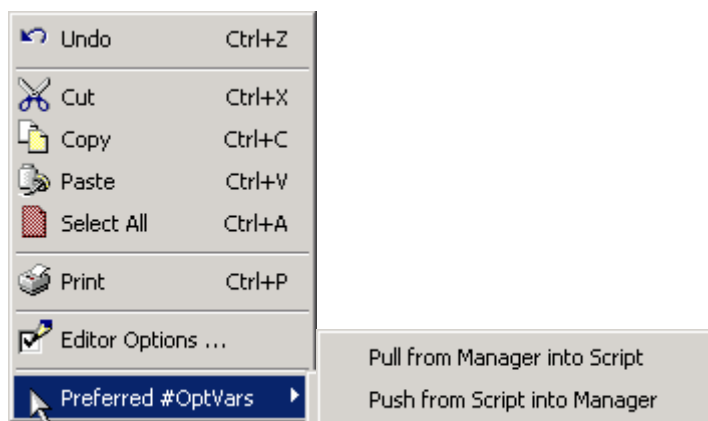 Undo Ctrl+Z
Cut Ctrl+X
Copy Ctrl+C
Paste Ctrl+V
Select All Ctrl+A
Print Ctrl+P
Editor Options ...
Preferred #OptVars
Pull from Manager into Script
Push from Script into Manager